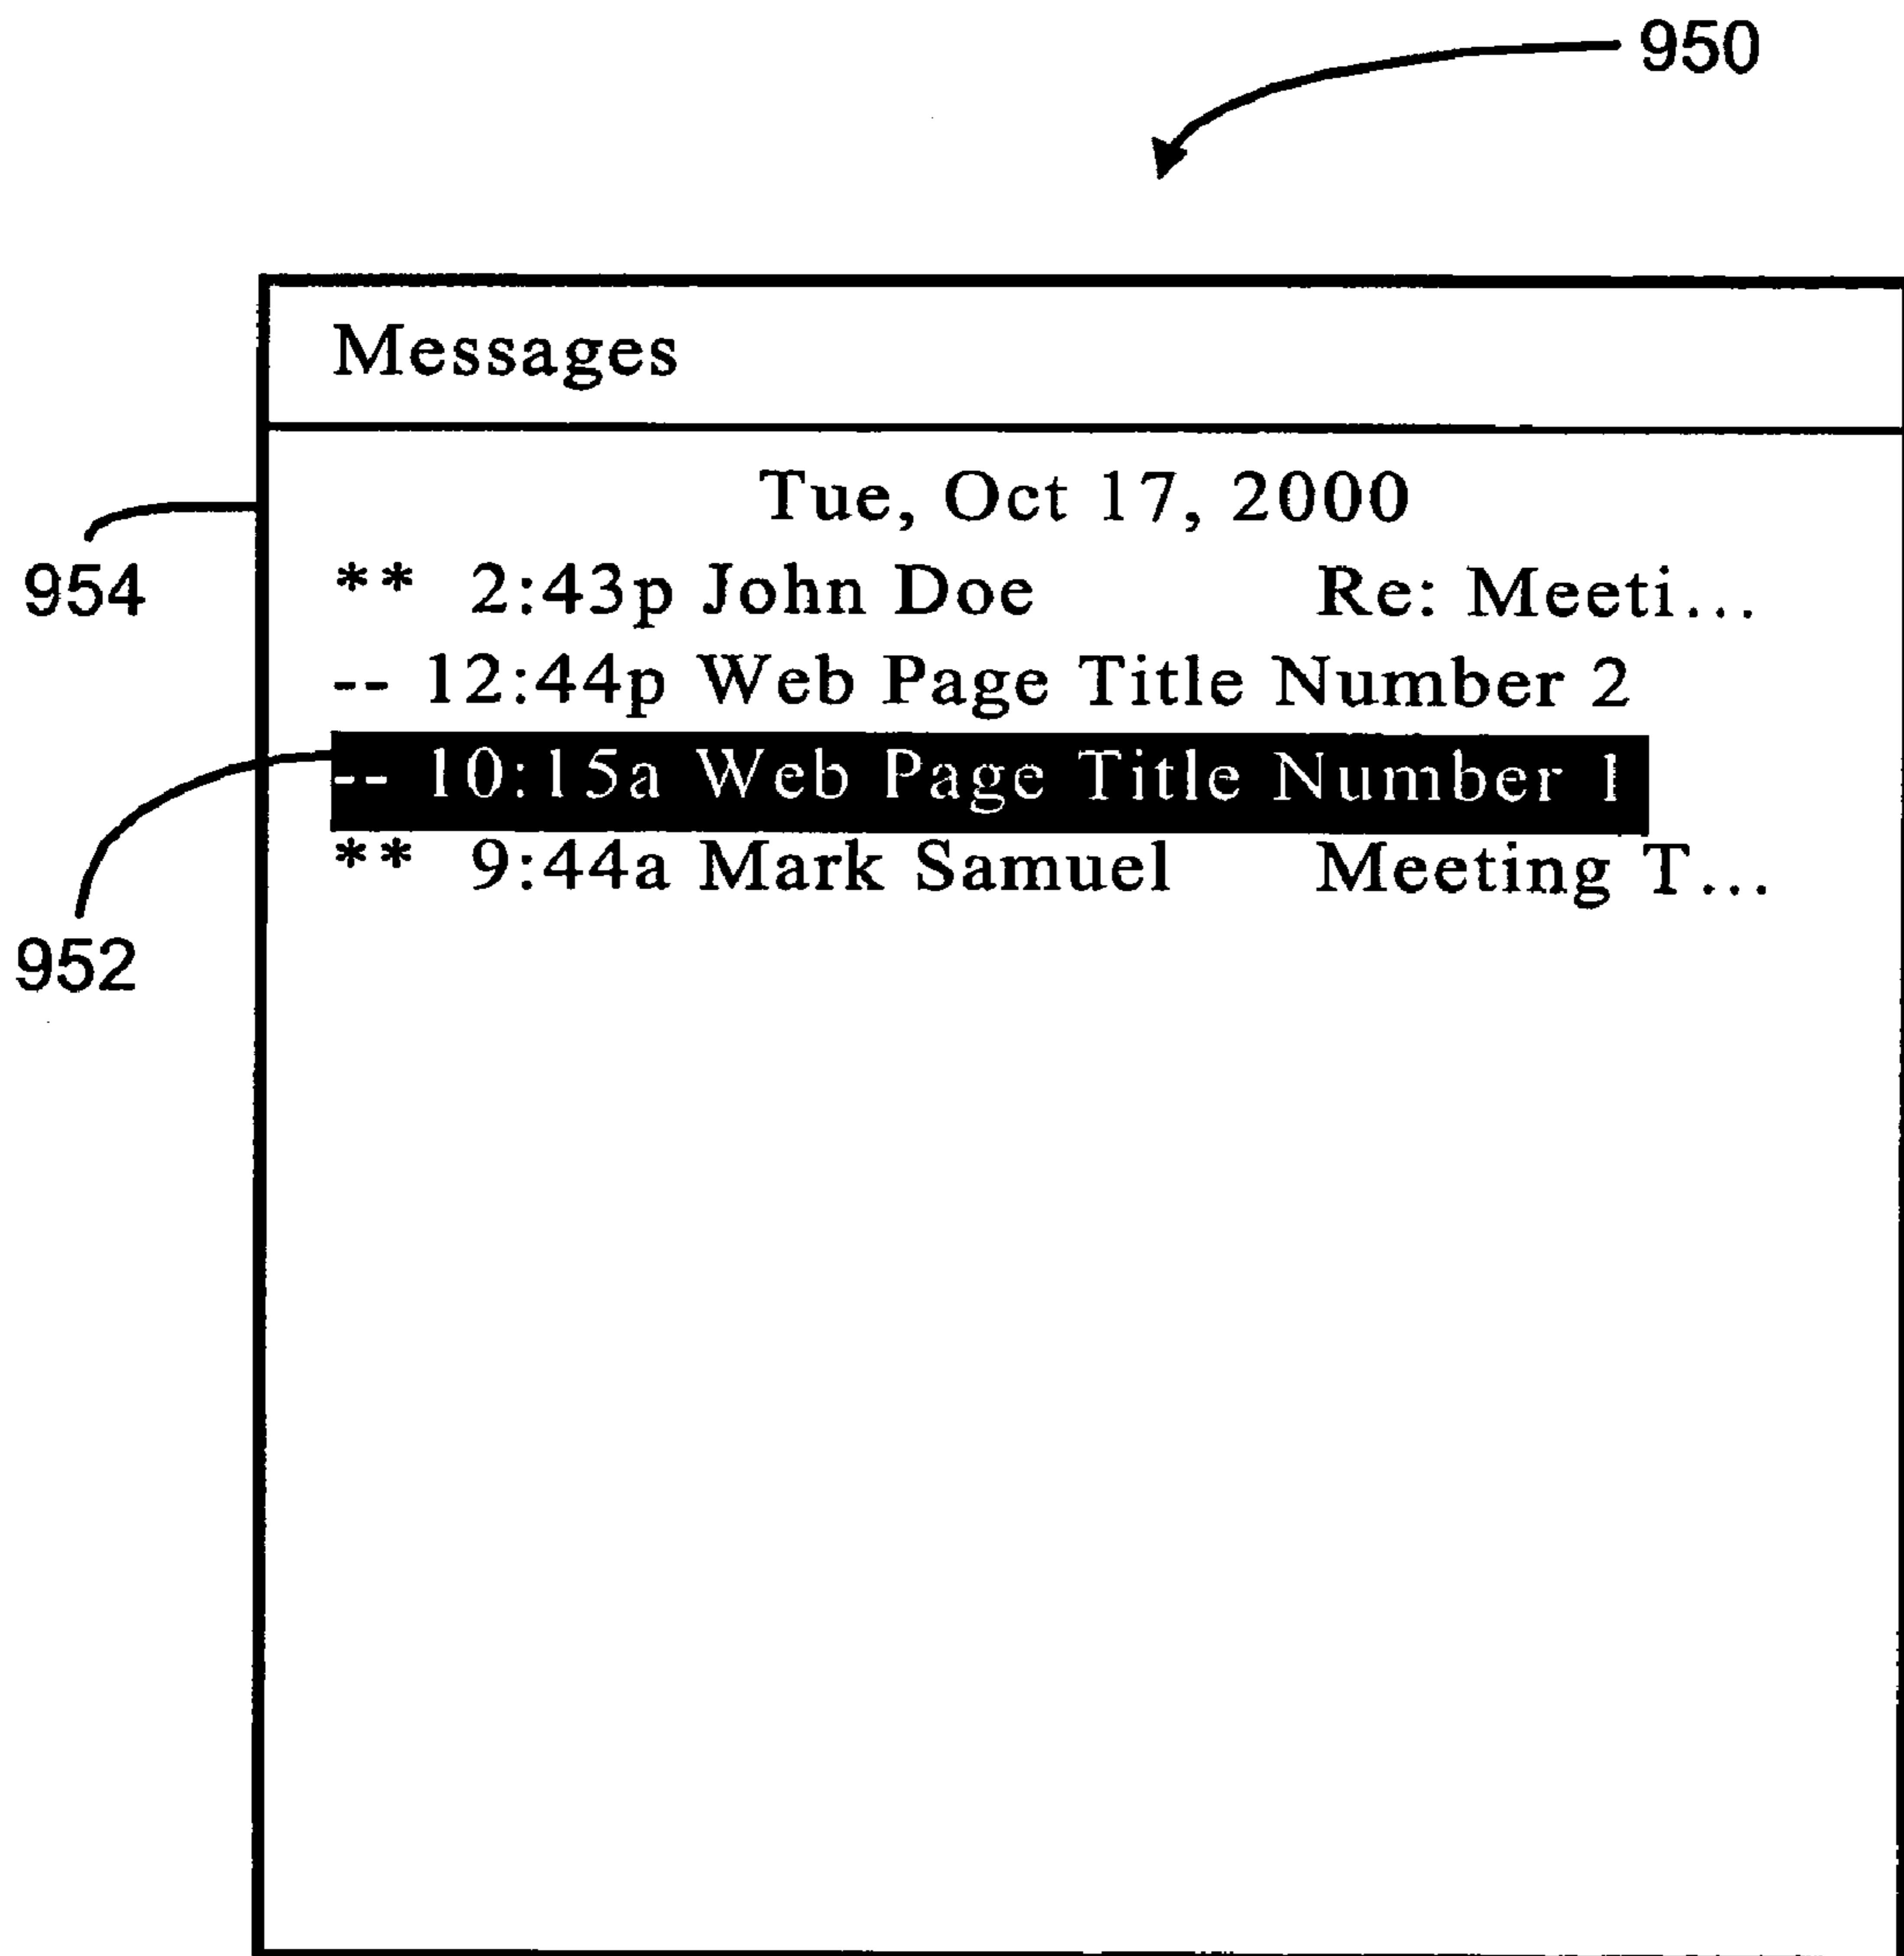 950
Messages
Tue, Oct 17, 2000
954
** 2:43p John Doe Re: Meeti...
-- 12:44p Web Page Title Number 2
-- 10:15a Web Page Title Number 1
** 9:44a Mark Samuel Meeting T...
952